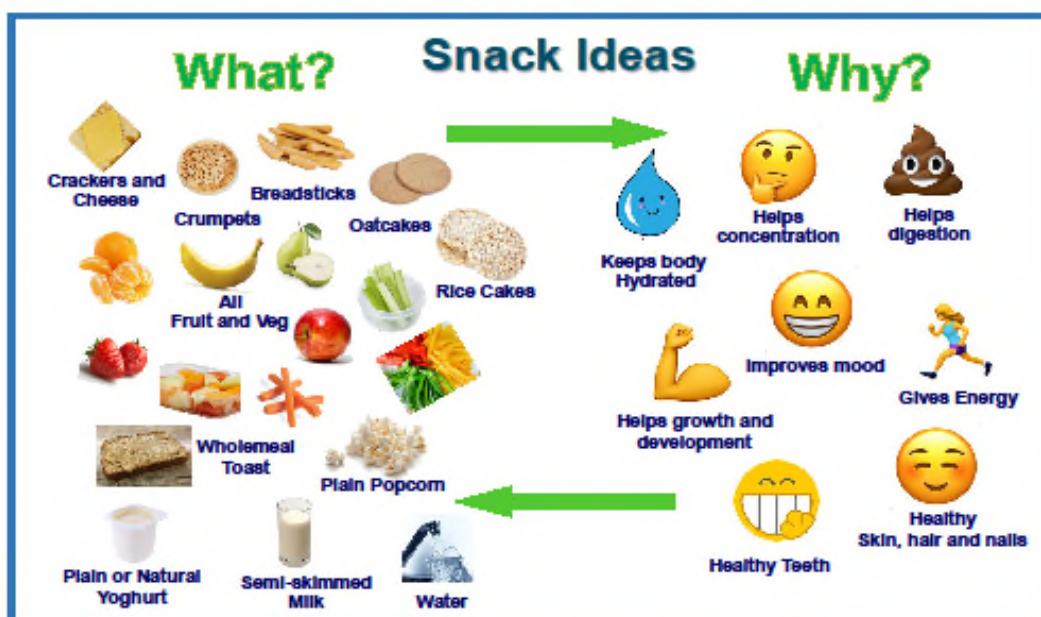 Snack Ideas
What?
Why?
Crackers and
Cheese
Crumpets
Breadsticks
Oatcakes
Rice Cakes
All
Fruit and Veg
Wholemeal
Toast
Plain Popcorn
Plain or Natural
Yoghurt
Semi-skimmed
Milk
Water
Keeps body
Hydrated
Helps
concentration
Helps
digestion
Improves mood
Helps growth and
development
Gives Energy
Healthy Teeth
Healthy
Skin, hair and nails